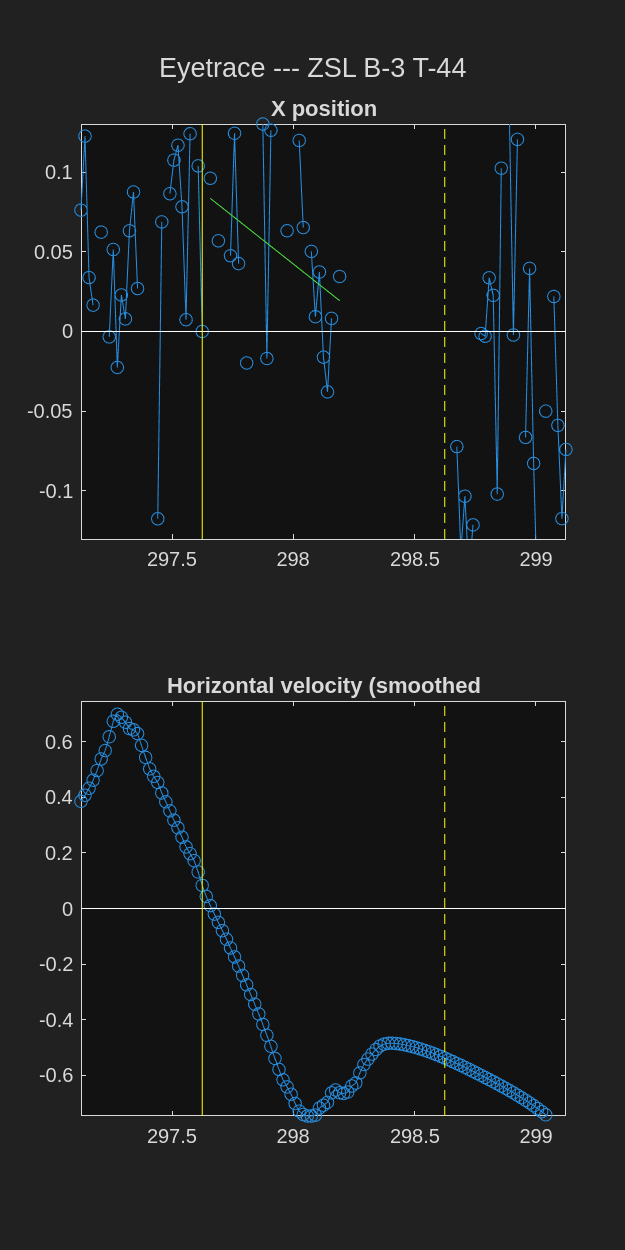 Eyetrace --- ZSL B-3 T-44
X position
0.1
0.05
0
-0.05
-0.1
297.5 298 298.5 299
Horizontal velocity (smoothed
0.6
0.4
0.2
0
-0.2
-0.4
-0.6
297.5 298 298.5 299